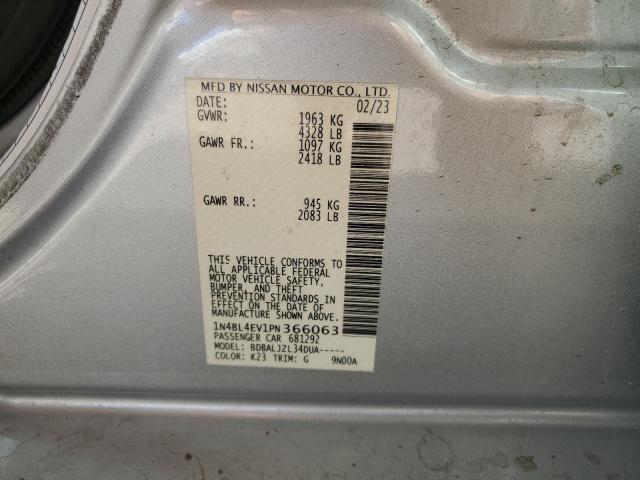 MFD BY NISSAN MOTOR CO., LTD.
DATE: 02/23
GVWR: 1963 KG
4328 LB
GAWR FR.: 1097 KG
2418 LB
GAWR RR.: 945 KG
2083 LB
THIS VEHICLE CONFORMS TO
ALL APPLICABLE FEDERAL
MOTOR VEHICLE SAFETY,
BUMPER, AND THEFT
PREVENTION STANDARDS IN
EFFECT ON THE DATE OF
MANUFACTURE SHOWN ABOVE.
1N4BL4EV1PN366063
PASSENGER CAR 681292
MODEL: BDBALJZL34DUA-----
COLOR: K23 TRIM: G 9N00A